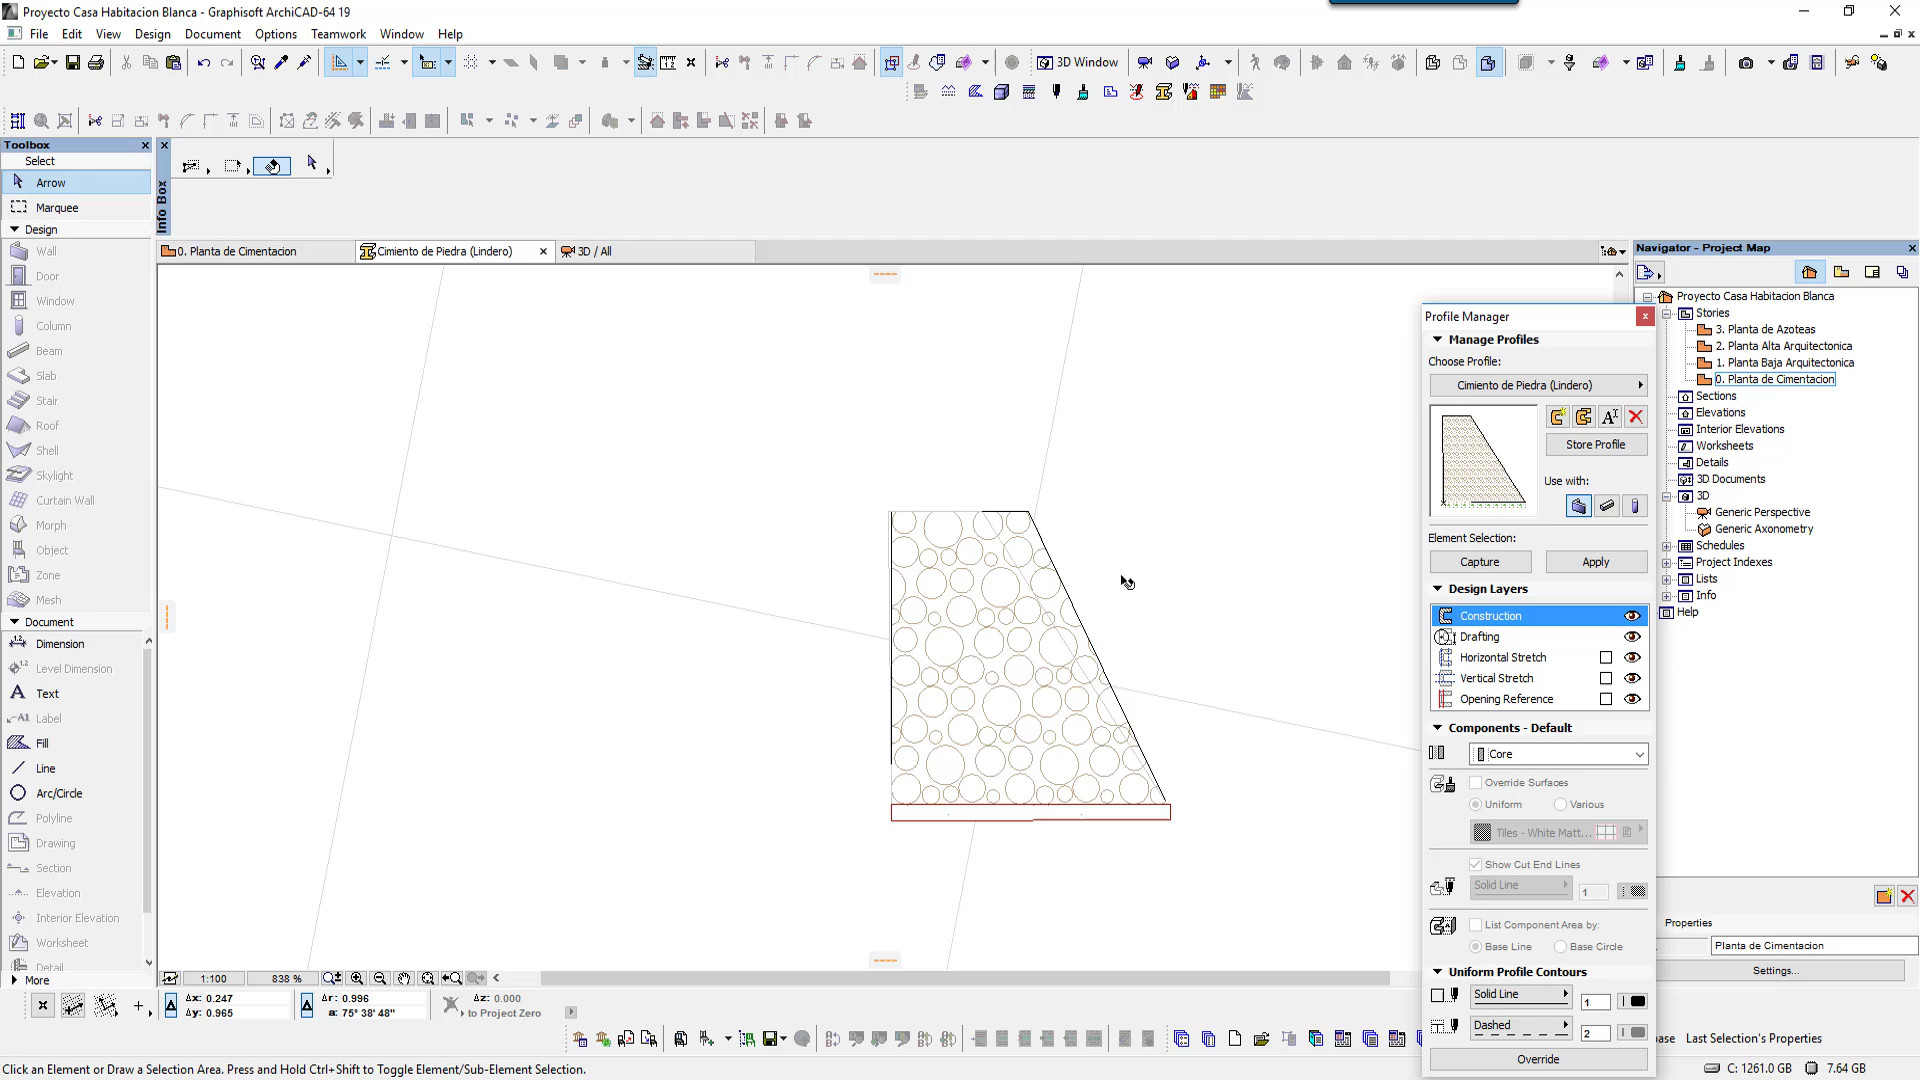 Proyecto Casa Habitacion Blanca - Graphisoft ArchiCAD-64 19
File Edit View Design Document Options Teamwork Window Help
3D Window
Toolbox
Select
Arrow
Marquee
Design
Wall
Door
Window
Column
Beam
Slab
Stair
Roof
Shell
Skylight
Curtain Wall
Morph
Object
Zone
Mesh
Document
Dimension
Level Dimension
Text
Label
Fill
Line
Arc/Circle
Polyline
Drawing
Section
Elevation
Interior Elevation
Worksheet
Detail
More
Info Box
0. Planta de Cimentacion
Cimiento de Piedra (Lindero)
3D / All
Profile Manager
Manage Profiles
Choose Profile:
Cimiento de Piedra (Lindero)
Store Profile
Use with:
Element Selection:
Capture Apply
Design Layers
Construction
Drafting
Horizontal Stretch
Vertical Stretch
Opening Reference
Components - Default
Core
Override Surfaces
Uniform Various
Tiles - White Matt...
Show Cut End Lines
Solid Line 1
List Component Area by:
Base Line Base Circle
Uniform Profile Contours
Solid Line 1
Dashed 2
Override
Navigator - Project Map
Proyecto Casa Habitacion Blanca
Stories
3. Planta de Azoteas
2. Planta Alta Arquitectonica
1. Planta Baja Arquitectonica
0. Planta de Cimentacion
Sections
Elevations
Interior Elevations
Worksheets
Details
3D Documents
3D
Generic Perspective
Generic Axonometry
Schedules
Project Indexes
Lists
Info
Help
Properties
Planta de Cimentacion
Settings...
1:100 838 %
Δx: 0.247
Δy: 0.965
Δr: 0.996
a: 75° 38' 48"
Δz: 0.000
to Project Zero
Last Selection's Properties
Click an Element or Draw a Selection Area. Press and Hold Ctrl+Shift to Toggle Element/Sub-Element Selection.
C: 1261.0 GB 7.64 GB